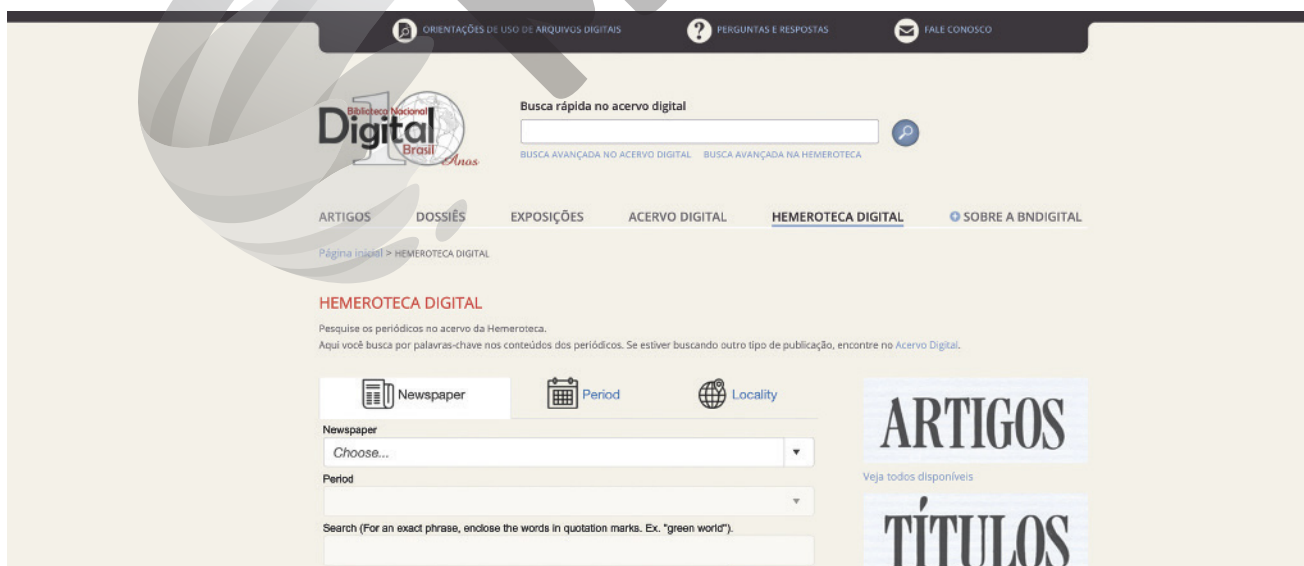 ORIENTAÇÕES DE USO DE ARQUIVOS DIGITAIS
PERGUNTAS E RESPOSTAS
FALE CONOSCO
Biblioteca Nacional
Digital
Brasil
10
Anos
Busca rápida no acervo digital
BUSCA AVANÇADA NO ACERVO DIGITAL BUSCA AVANÇADA NA HEMEROTECA
ARTIGOS DOSSIÊS EXPOSIÇÕES ACERVO DIGITAL HEMEROTECA DIGITAL SOBRE A BNDIGITAL
Página inicial > HEMEROTECA DIGITAL
HEMEROTECA DIGITAL
Pesquise os periódicos no acervo da Hemeroteca.
Aqui você busca por palavras-chave nos conteúdos dos periódicos. Se estiver buscando outro tipo de publicação, encontre no Acervo Digital.
Newspaper
Period
Locality
Newspaper
Choose...
Period
Search (For an exact phrase, enclose the words in quotation marks. Ex. "green world").
ARTIGOS
Veja todos disponíveis
TÍTULOS